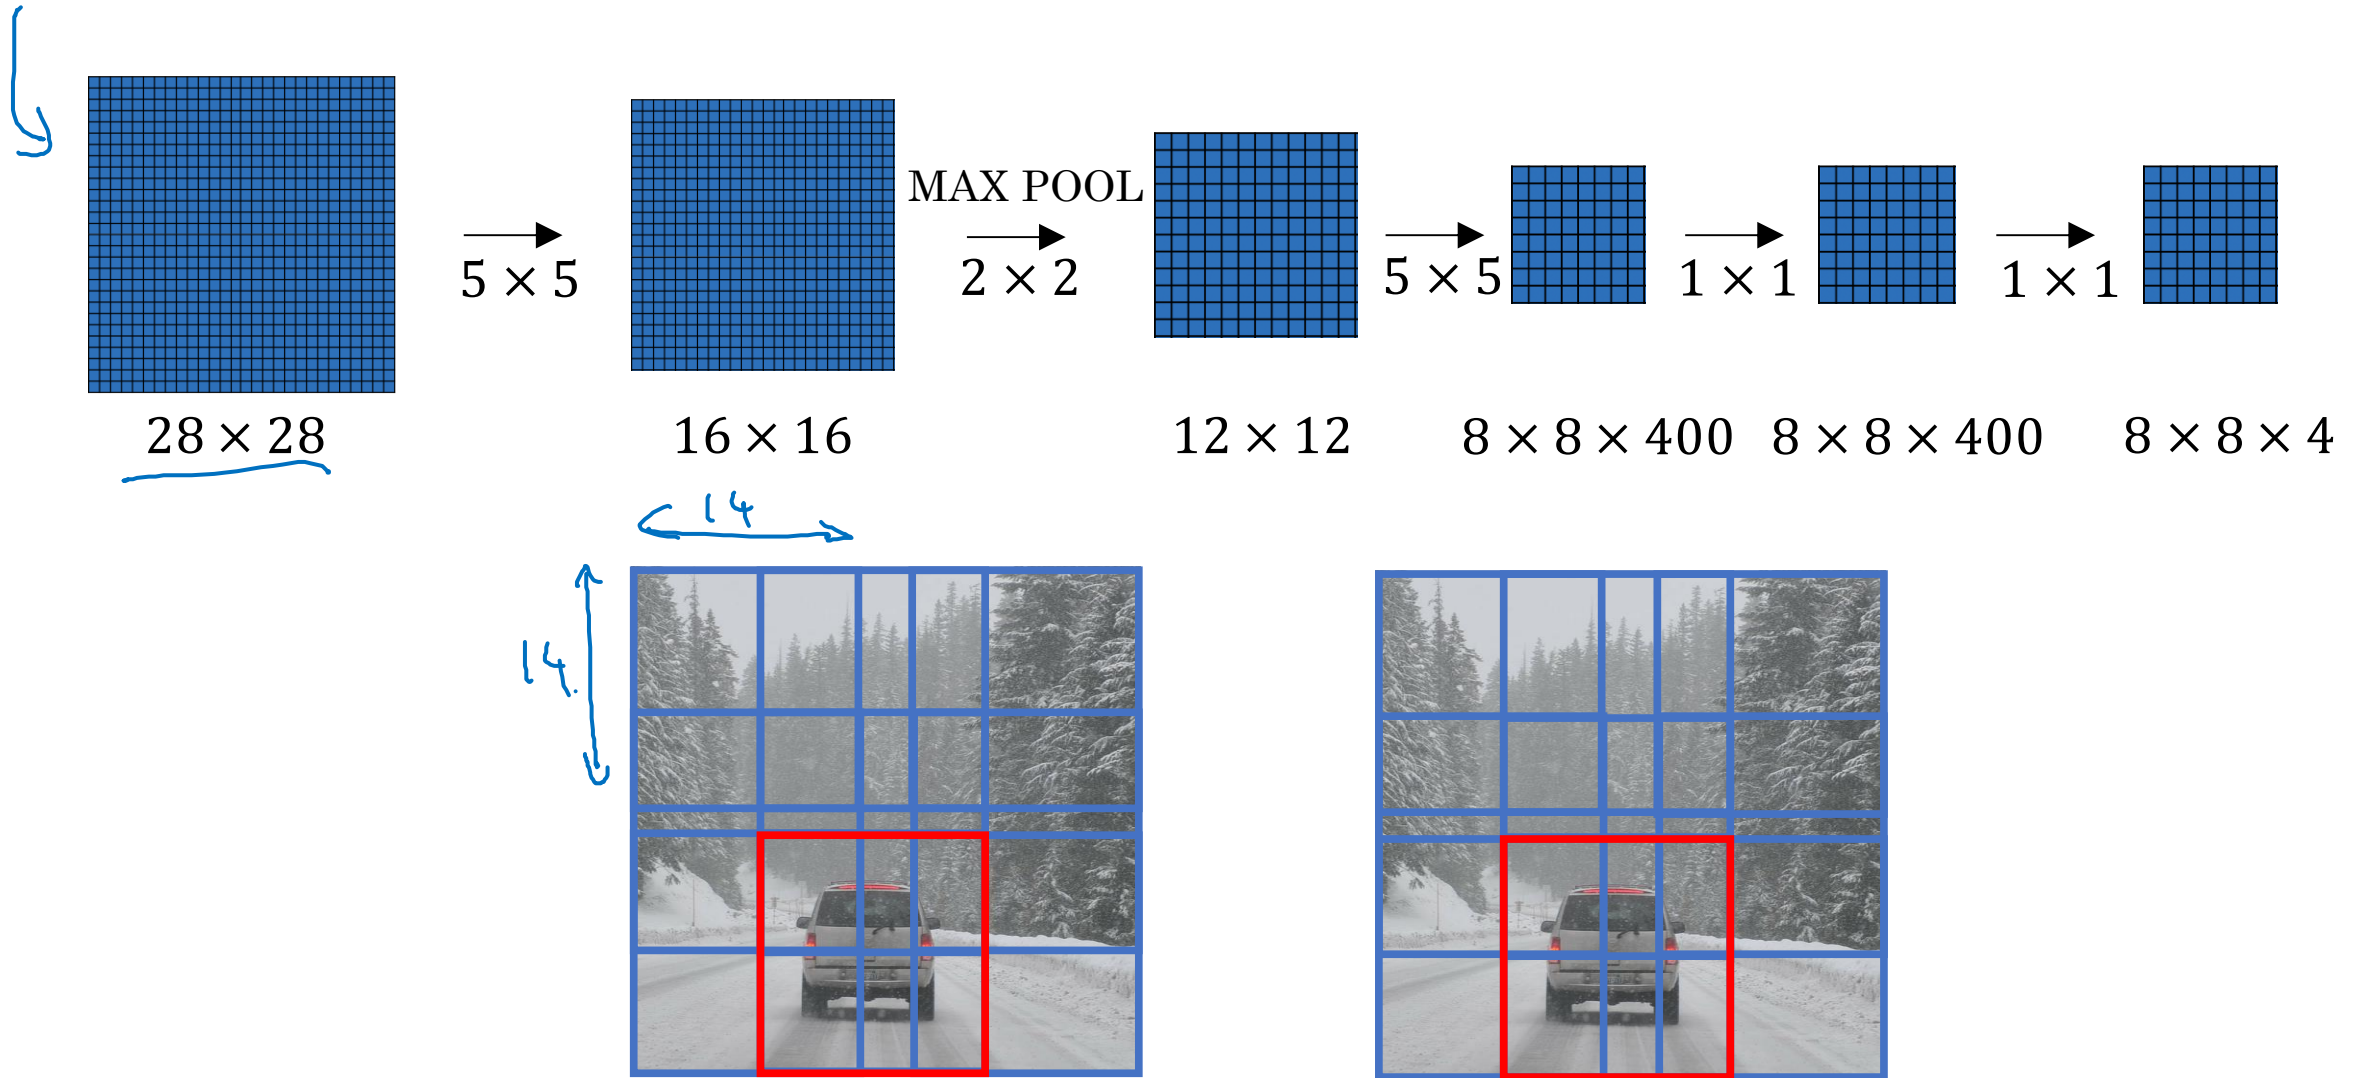 MAX POOL
5 × 5
2 × 2
5 × 5
1 × 1
1 × 1
28 × 28
16 × 16
12 × 12
8 × 8 × 400
8 × 8 × 400
8 × 8 × 4
14
14.